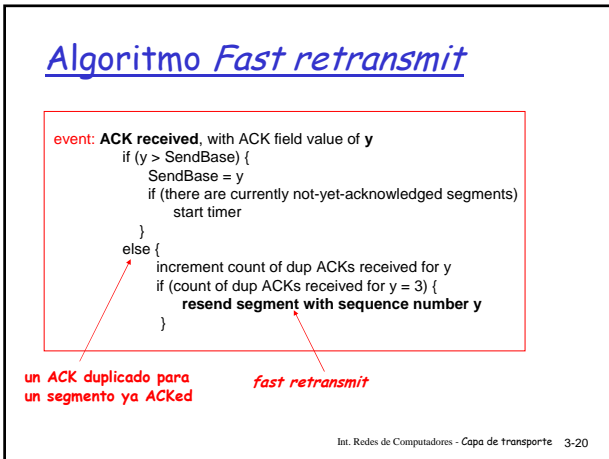 Algoritmo Fast retransmit
event: ACK received, with ACK field value of y
if (y > SendBase) {
SendBase = y
if (there are currently not-yet-acknowledged segments)
start timer
}
else {
increment count of dup ACKs received for y
if (count of dup ACKs received for y = 3) {
resend segment with sequence number y
}
un ACK duplicado para
un segmento ya ACKed
fast retransmit
Int. Redes de Computadores - Capa de transporte 3-20